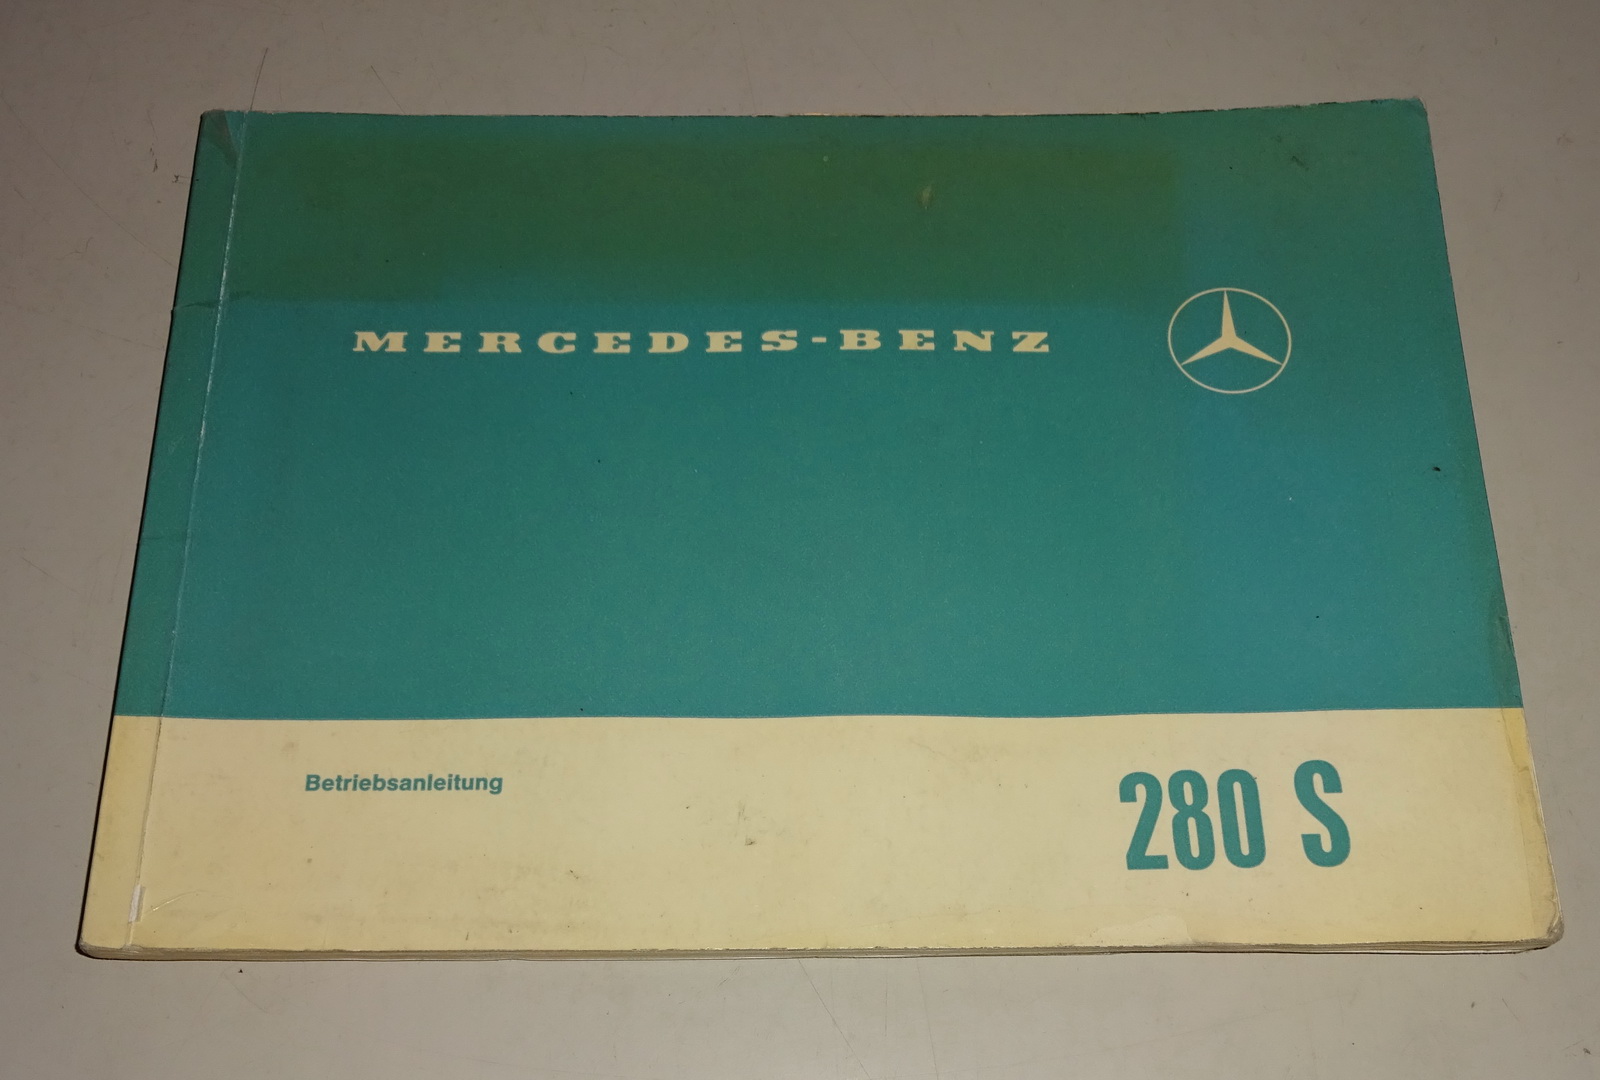 MERCEDES-BENZ
Betriebsanleitung
280 S